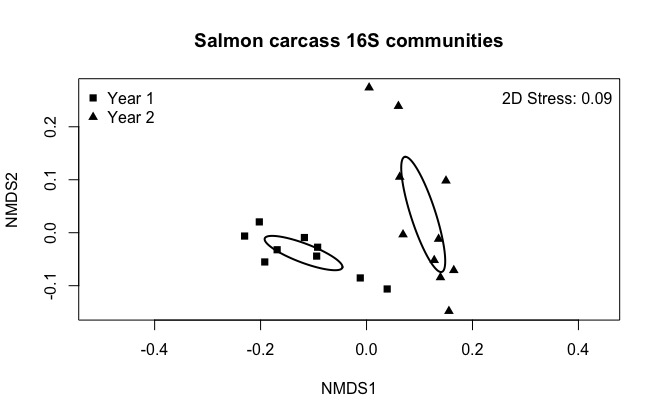 Salmon carcass 16S communities
Year 1
Year 2
2D Stress: 0.09
NMDS2
0.2
0.1
0.0
-0.1
-0.4
-0.2
0.0
0.2
0.4
NMDS1